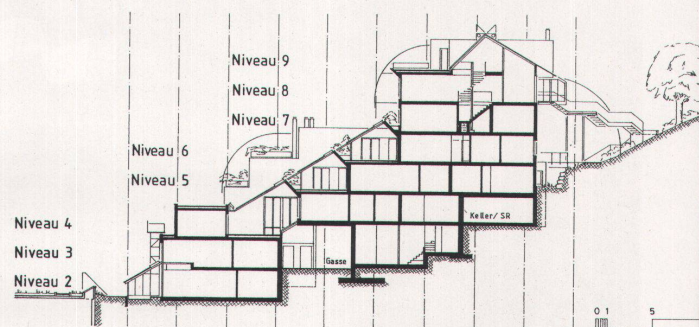 Niveau 9
Niveau 8
Niveau 7
Niveau 6
Niveau 5
Niveau 4
Niveau 3
Niveau 2
Keller/ SR
Gasse
0 1 5